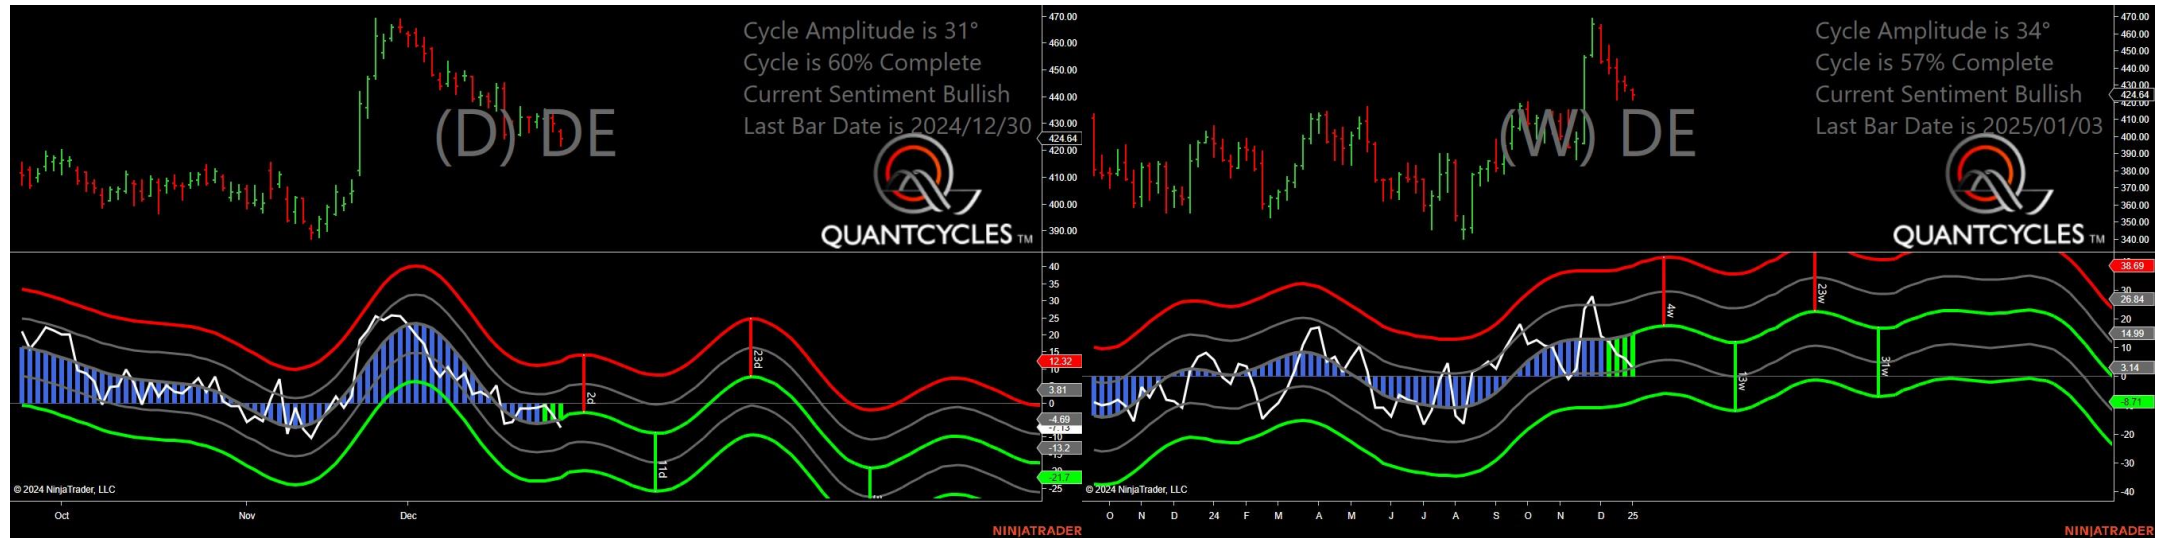 Cycle Amplitude is 31°
Cycle is 60% Complete
Current Sentiment Bullish
Last Bar Date is 2024/12/30
(D) DE
QUANTCYCLES TM
470.00
460.00
450.00
440.00
430.00
424.64
420.00
410.00
400.00
390.00
40
35
30
25
20
15
12.32
10
5
3.81
0
-4.69
-7.13
-10
-13.2
-21.7
-25
2d
11d
23d
© 2024 NinjaTrader, LLC
Oct
Nov
Dec
NINJATRADER
Cycle Amplitude is 34°
Cycle is 57% Complete
Current Sentiment Bullish
Last Bar Date is 2025/01/03
(W) DE
QUANTCYCLES TM
470.00
460.00
450.00
440.00
430.00
424.64
420.00
410.00
400.00
390.00
380.00
370.00
360.00
350.00
340.00
38.69
30
26.84
20
14.99
10
3.14
0
-8.71
-20
-30
-40
4w
13w
23w
31w
© 2024 NinjaTrader, LLC
O N D 24 F M A M J J A S O N D 25
NINJATRADER